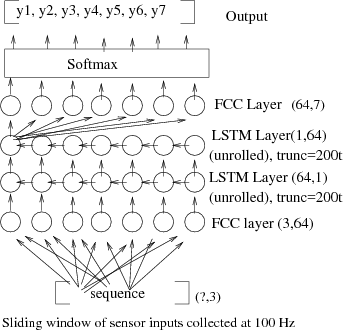 y1, y2, y3, y4, y5, y6, y7
Output
Softmax
FCC Layer (64,7)
LSTM Layer(1,64)
(unrolled), trunc=200t
LSTM Layer (64,1)
(unrolled), trunc=200t
FCC layer (3,64)
sequence
(?,3)
Sliding window of sensor inputs collected at 100 Hz